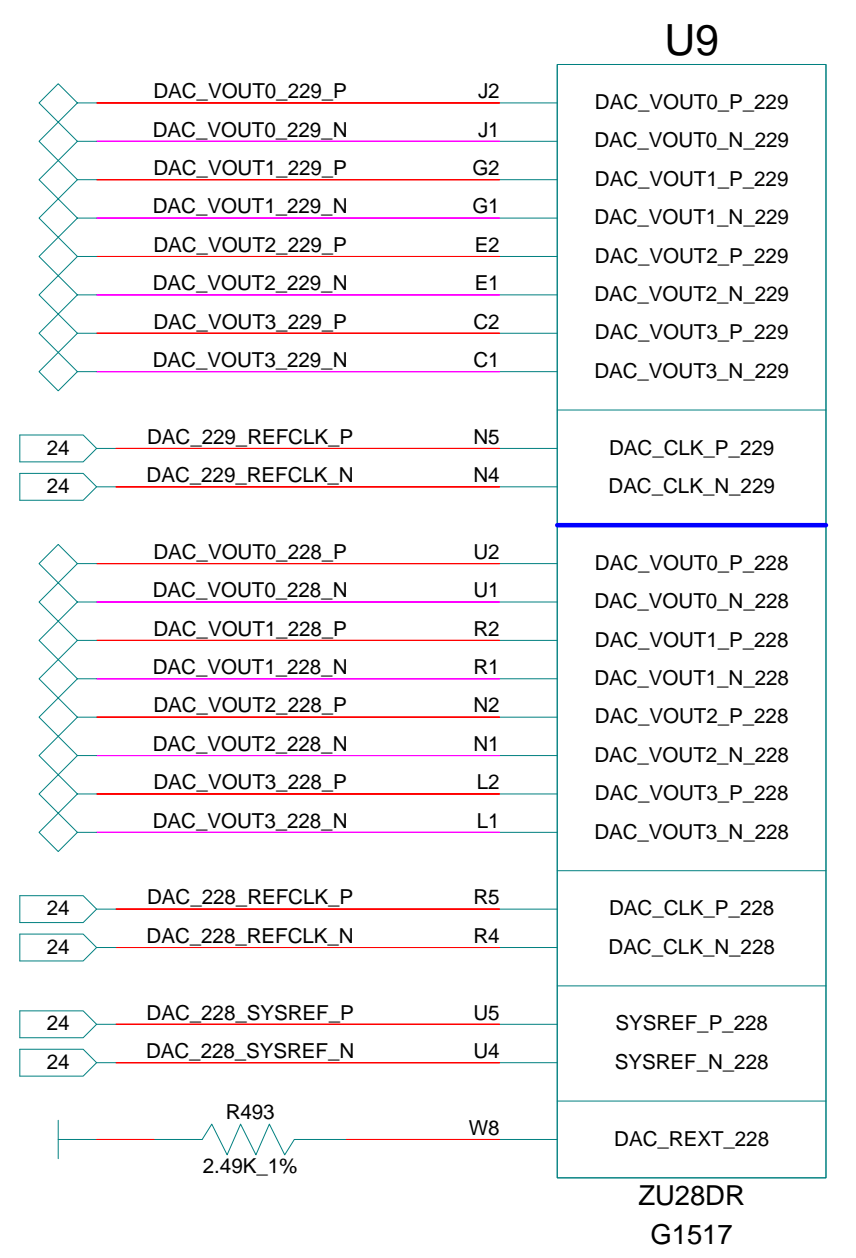 U9
DAC_VOUT0_229_P J2 DAC_VOUT0_P_229
DAC_VOUT0_229_N J1 DAC_VOUT0_N_229
DAC_VOUT1_229_P G2 DAC_VOUT1_P_229
DAC_VOUT1_229_N G1 DAC_VOUT1_N_229
DAC_VOUT2_229_P E2 DAC_VOUT2_P_229
DAC_VOUT2_229_N E1 DAC_VOUT2_N_229
DAC_VOUT3_229_P C2 DAC_VOUT3_P_229
DAC_VOUT3_229_N C1 DAC_VOUT3_N_229
24 DAC_229_REFCLK_P N5 DAC_CLK_P_229
24 DAC_229_REFCLK_N N4 DAC_CLK_N_229
DAC_VOUT0_228_P U2 DAC_VOUT0_P_228
DAC_VOUT0_228_N U1 DAC_VOUT0_N_228
DAC_VOUT1_228_P R2 DAC_VOUT1_P_228
DAC_VOUT1_228_N R1 DAC_VOUT1_N_228
DAC_VOUT2_228_P N2 DAC_VOUT2_P_228
DAC_VOUT2_228_N N1 DAC_VOUT2_N_228
DAC_VOUT3_228_P L2 DAC_VOUT3_P_228
DAC_VOUT3_228_N L1 DAC_VOUT3_N_228
24 DAC_228_REFCLK_P R5 DAC_CLK_P_228
24 DAC_228_REFCLK_N R4 DAC_CLK_N_228
24 DAC_228_SYSREF_P U5 SYSREF_P_228
24 DAC_228_SYSREF_N U4 SYSREF_N_228
R493 W8 DAC_REXT_228
2.49K_1%
ZU28DR
G1517